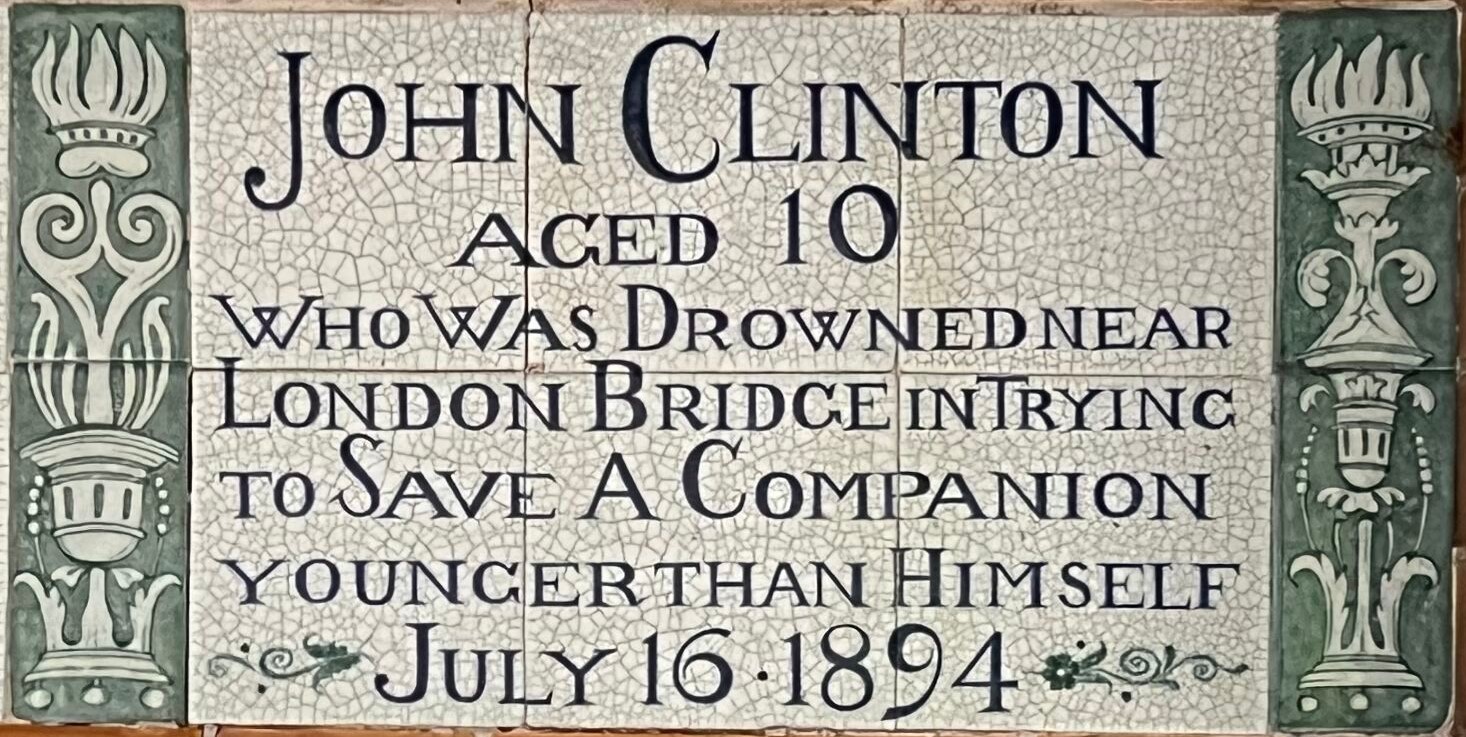 JOHN CLINTON
AGED 10
WHO WAS DROWNED NEAR
LONDON BRIDGE IN TRYING
TO SAVE A COMPANION
YOUNGER THAN HIMSELF
JULY 16 · 1894